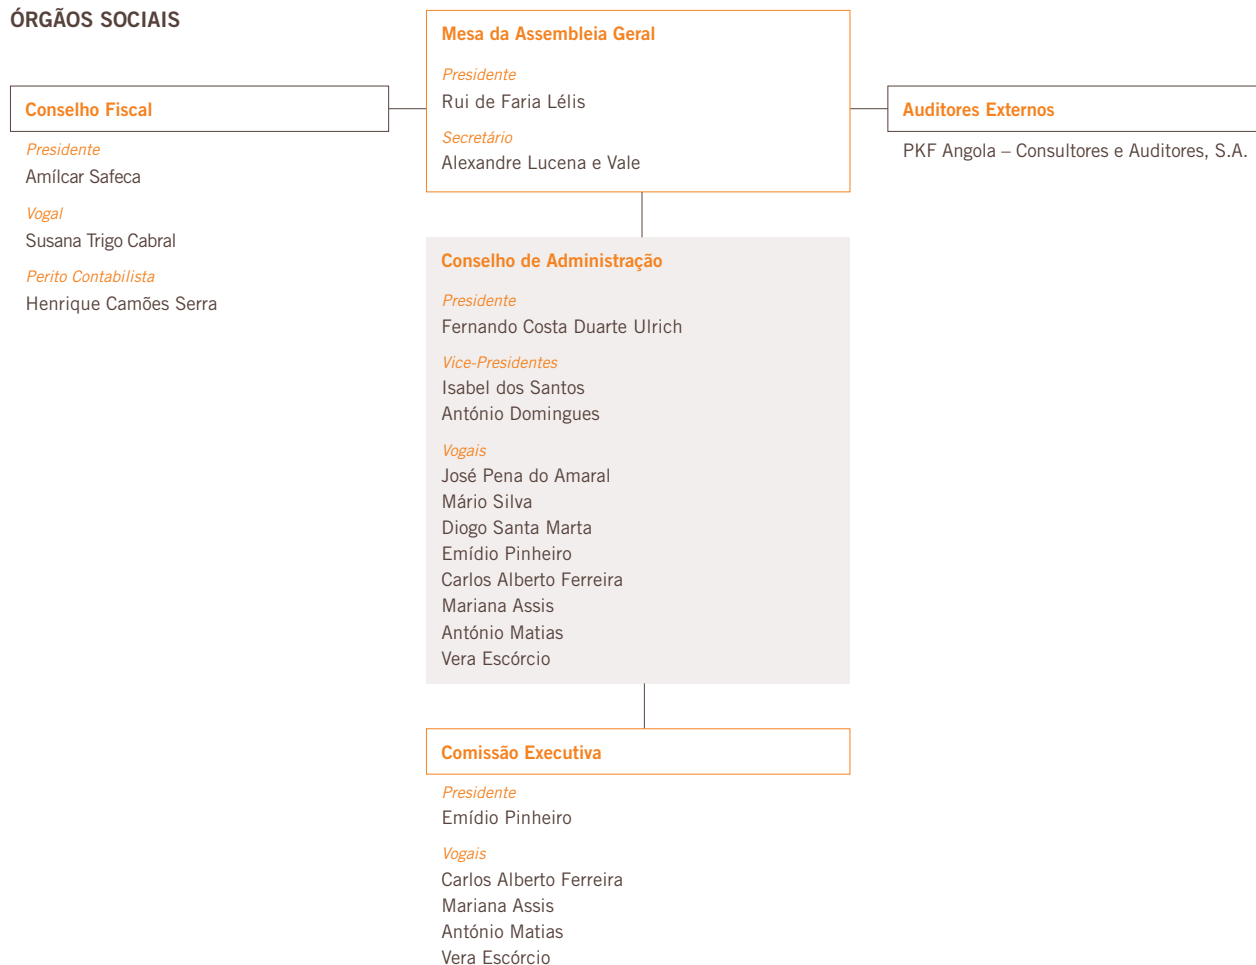 ÓRGÃOS SOCIAIS
Mesa da Assembleia Geral
Presidente
Rui de Faria Lélis
Secretário
Alexandre Lucena e Vale
Conselho Fiscal
Presidente
Amílcar Safeca
Vogal
Susana Trigo Cabral
Perito Contabilista
Henrique Camões Serra
Auditores Externos
PKF Angola – Consultores e Auditores, S.A.
Conselho de Administração
Presidente
Fernando Costa Duarte Ulrich
Vice-Presidentes
Isabel dos Santos
António Domingues
Vogais
José Pena do Amaral
Mário Silva
Diogo Santa Marta
Emídio Pinheiro
Carlos Alberto Ferreira
Mariana Assis
António Matias
Vera Escórcio
Comissão Executiva
Presidente
Emídio Pinheiro
Vogais
Carlos Alberto Ferreira
Mariana Assis
António Matias
Vera Escórcio